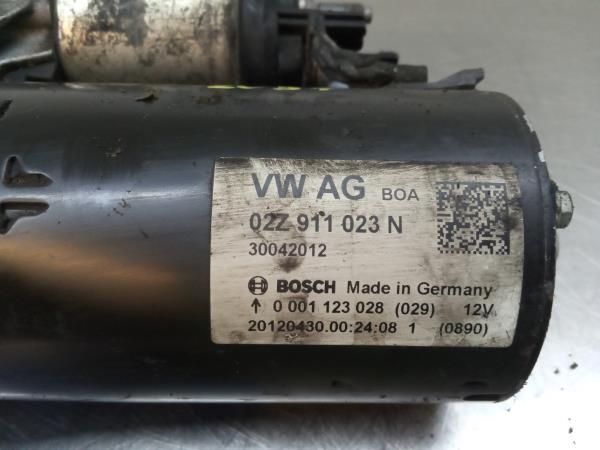 VW AG BOA
02Z 911 023 N
30042012
BOSCH Made in Germany
↑ 0 001 123 028 (029) 12V
20120430.00:24:08 1 (0890)